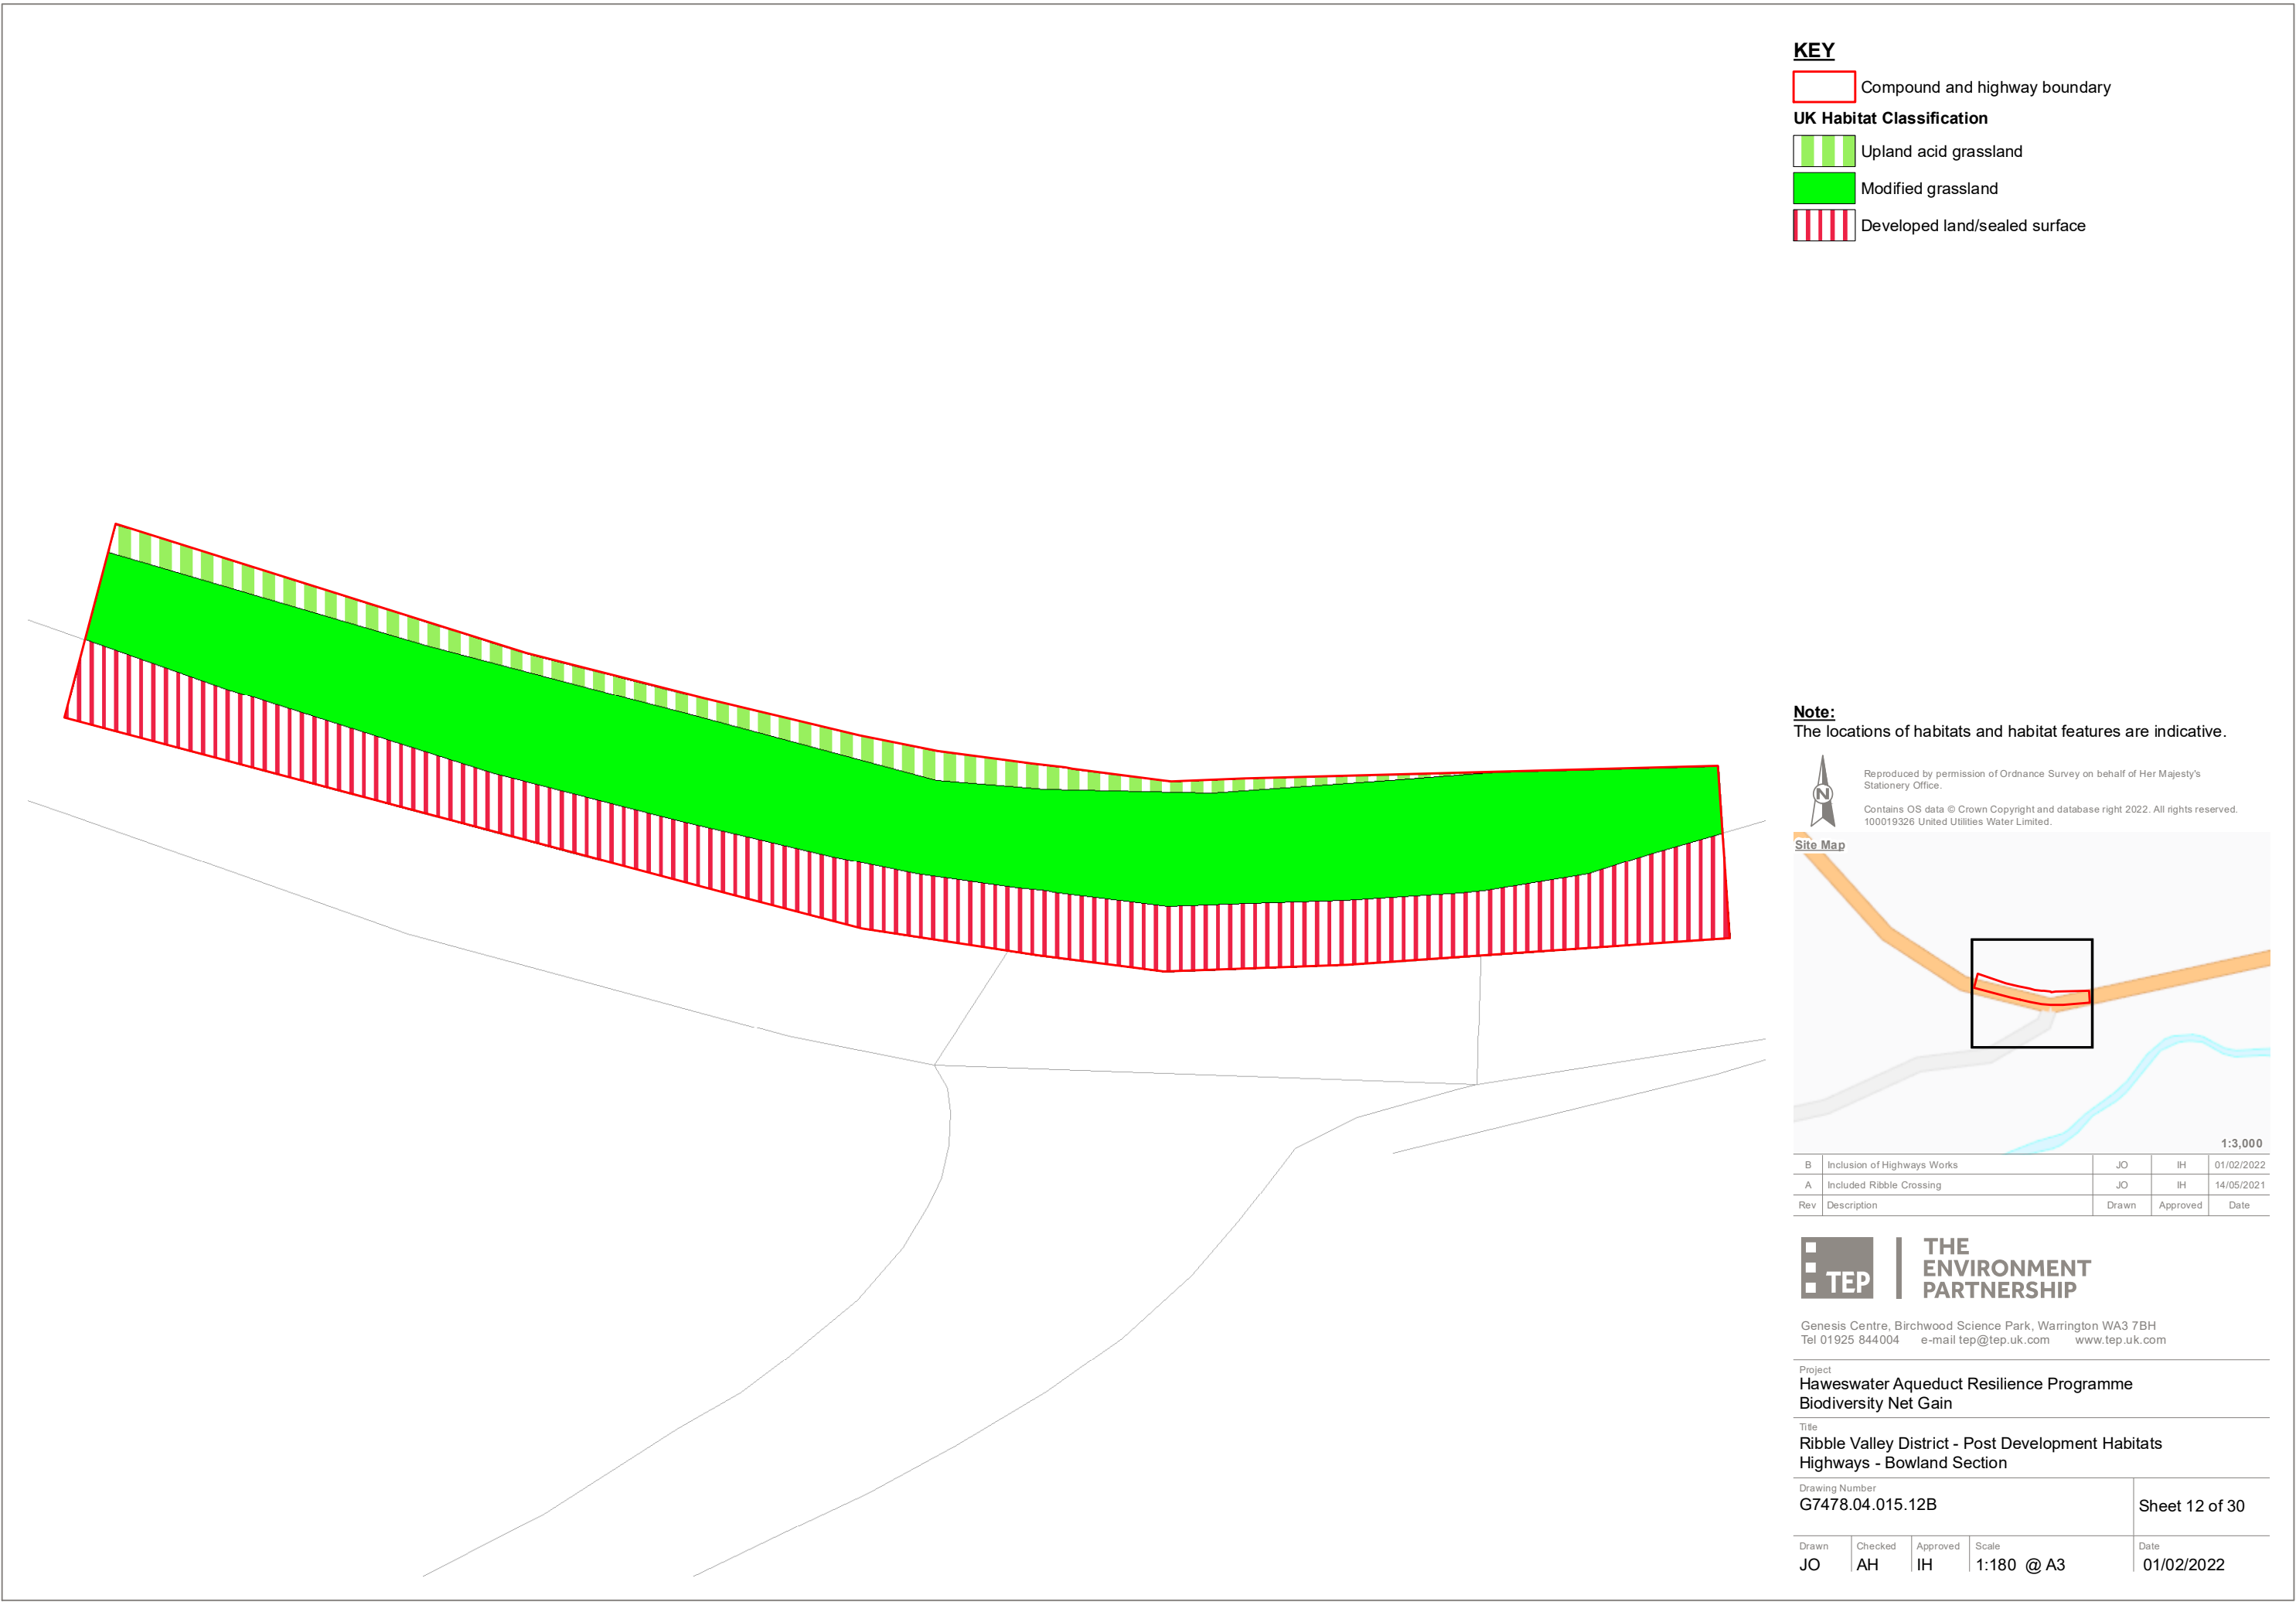 KEY
Compound and highway boundary
UK Habitat Classification
Upland acid grassland
Modified grassland
Developed land/sealed surface
Note:
The locations of habitats and habitat features are indicative.
N
Reproduced by permission of Ordnance Survey on behalf of Her Majesty's
Stationery Office.
Contains OS data © Crown Copyright and database right 2022. All rights reserved.
100019326 United Utilities Water Limited.
Site Map
1:3,000
B Inclusion of Highways Works JO IH 01/02/2022
A Included Ribble Crossing JO IH 14/05/2021
Rev Description Drawn Approved Date
TEP
THE
ENVIRONMENT
PARTNERSHIP
Genesis Centre, Birchwood Science Park, Warrington WA3 7BH
Tel 01925 844004 e-mail tep@tep.uk.com www.tep.uk.com
Project
Haweswater Aqueduct Resilience Programme
Biodiversity Net Gain
Title
Ribble Valley District - Post Development Habitats
Highways - Bowland Section
Drawing Number
G7478.04.015.12B
Sheet 12 of 30
Drawn Checked Approved Scale Date
JO AH IH 1:180 @ A3 01/02/2022